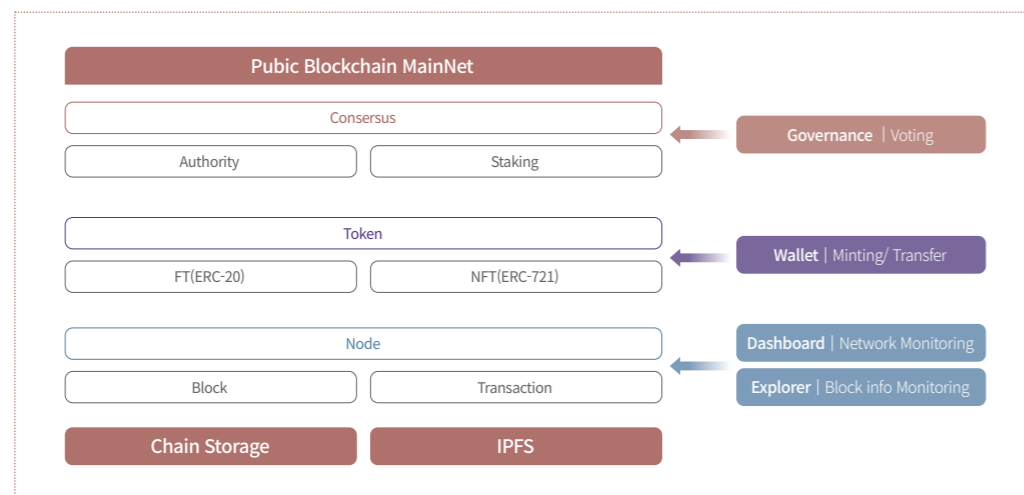 Pubic Blockchain MainNet
Consersus
Authority
Staking
Governance | Voting
Token
FT(ERC-20)
NFT(ERC-721)
Wallet | Minting/ Transfer
Node
Block
Transaction
Dashboard | Network Monitoring
Explorer | Block info Monitoring
Chain Storage
IPFS